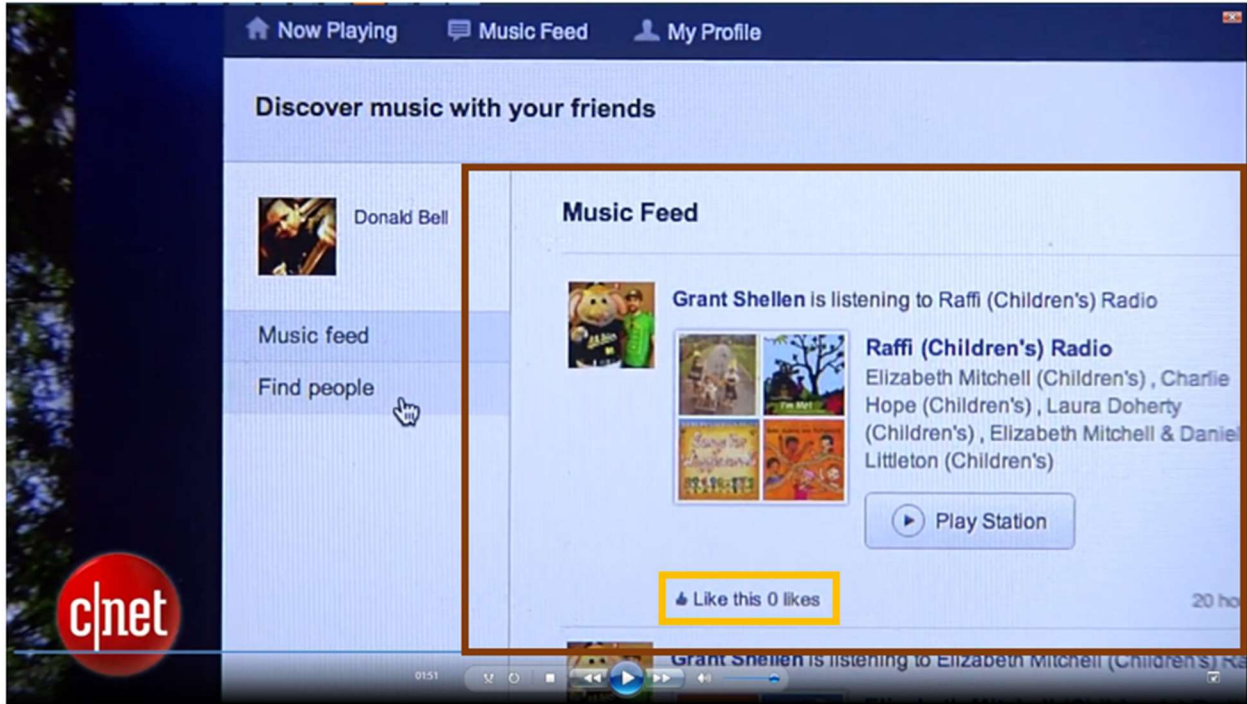 Now Playing
Music Feed
My Profile
Discover music with your friends
Donald Bell
Music feed
Find people
Music Feed
Grant Shellen is listening to Raffi (Children's) Radio
Raffi (Children's) Radio
Elizabeth Mitchell (Children's) , Charlie
Hope (Children's) , Laura Doherty
(Children's) , Elizabeth Mitchell & Daniel
Littleton (Children's)
I'm Me!
Play Station
Like this 0 likes
20 ho
Grant Shellen is listening to Elizabeth Mitchell (Children's) Ra
c|net
01:51